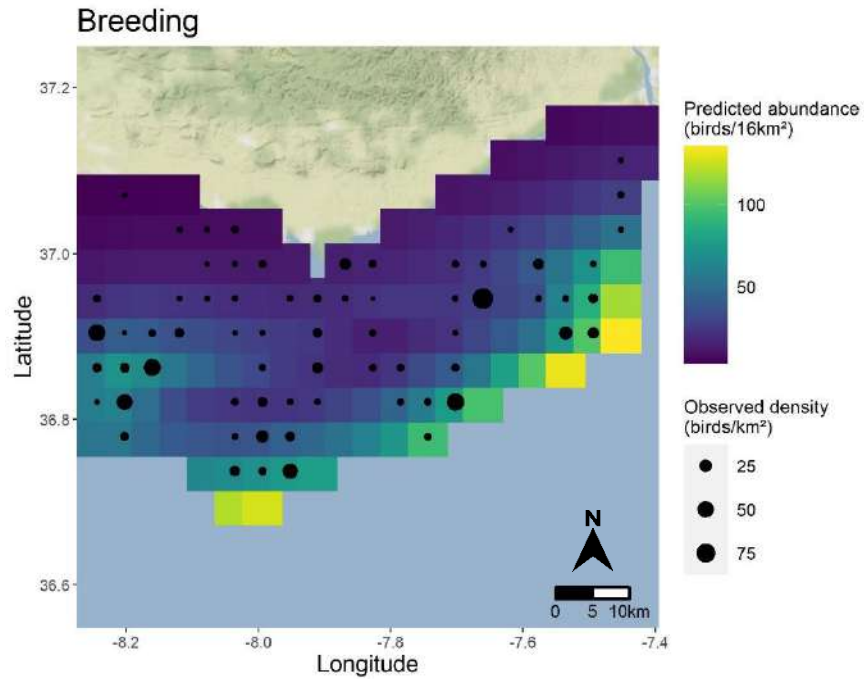 Breeding
37.2
37.0
36.8
36.6
Latitude
-8.2
-8.0
-7.8
-7.6
-7.4
Longitude
N
0 5 10km
Predicted abundance
(birds/16km²)
100
50
Observed density
(birds/km²)
25
50
75